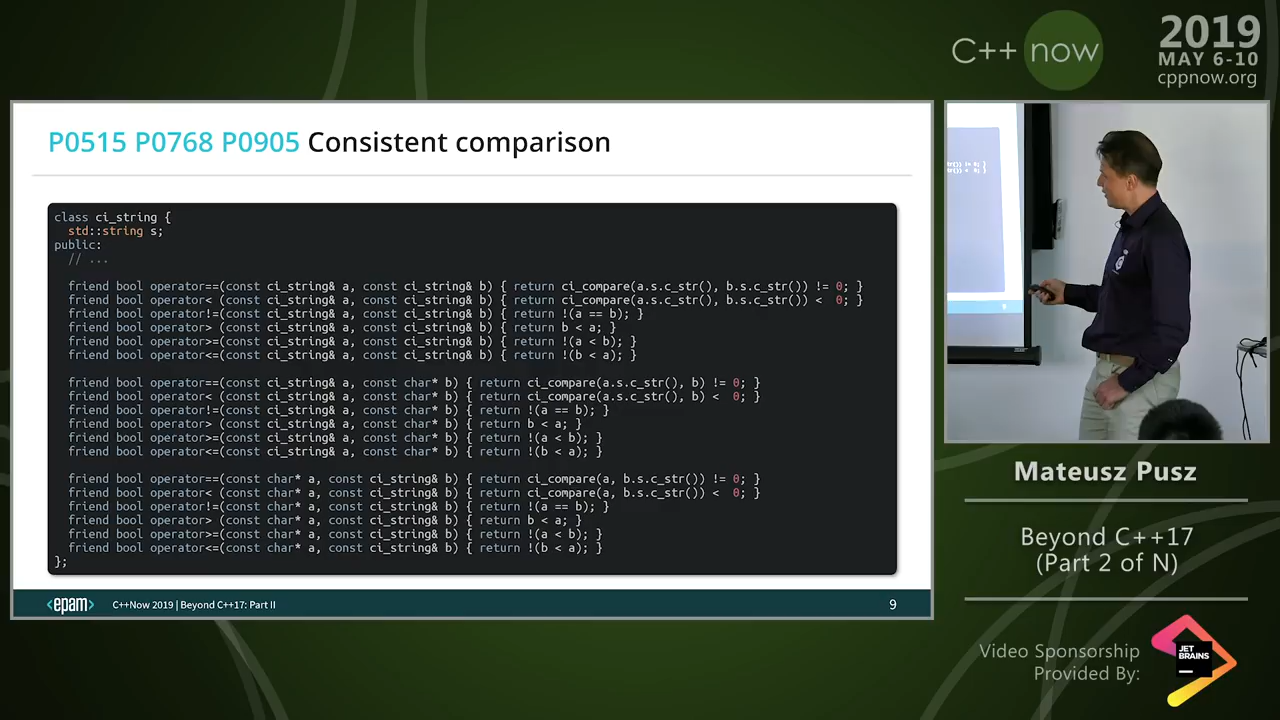 C++ now
2019
MAY 6-10
cppnow.org
P0515 P0768 P0905 Consistent comparison
class ci_string {
std::string s;
public:
// ...
friend bool operator==(const ci_string& a, const ci_string& b) { return ci_compare(a.s.c_str(), b.s.c_str()) != 0; }
friend bool operator< (const ci_string& a, const ci_string& b) { return ci_compare(a.s.c_str(), b.s.c_str()) <  0; }
friend bool operator!=(const ci_string& a, const ci_string& b) { return !(a == b); }
friend bool operator> (const ci_string& a, const ci_string& b) { return b < a; }
friend bool operator>=(const ci_string& a, const ci_string& b) { return !(a < b); }
friend bool operator<=(const ci_string& a, const ci_string& b) { return !(b < a); }
friend bool operator==(const ci_string& a, const char* b) { return ci_compare(a.s.c_str(), b) != 0; }
friend bool operator< (const ci_string& a, const char* b) { return ci_compare(a.s.c_str(), b) <  0; }
friend bool operator!=(const ci_string& a, const char* b) { return !(a == b); }
friend bool operator> (const ci_string& a, const char* b) { return b < a; }
friend bool operator>=(const ci_string& a, const char* b) { return !(a < b); }
friend bool operator<=(const ci_string& a, const char* b) { return !(b < a); }
friend bool operator==(const char* a, const ci_string& b) { return ci_compare(a, b.s.c_str()) != 0; }
friend bool operator< (const char* a, const ci_string& b) { return ci_compare(a, b.s.c_str()) <  0; }
friend bool operator!=(const char* a, const ci_string& b) { return !(a == b); }
friend bool operator> (const char* a, const ci_string& b) { return b < a; }
friend bool operator>=(const char* a, const ci_string& b) { return !(a < b); }
friend bool operator<=(const char* a, const ci_string& b) { return !(b < a); }
};
<epam> C++Now 2019 | Beyond C++17: Part II 9
Mateusz Pusz
Beyond C++17
(Part 2 of N)
Video Sponsorship
Provided By:
JET
BRAINS